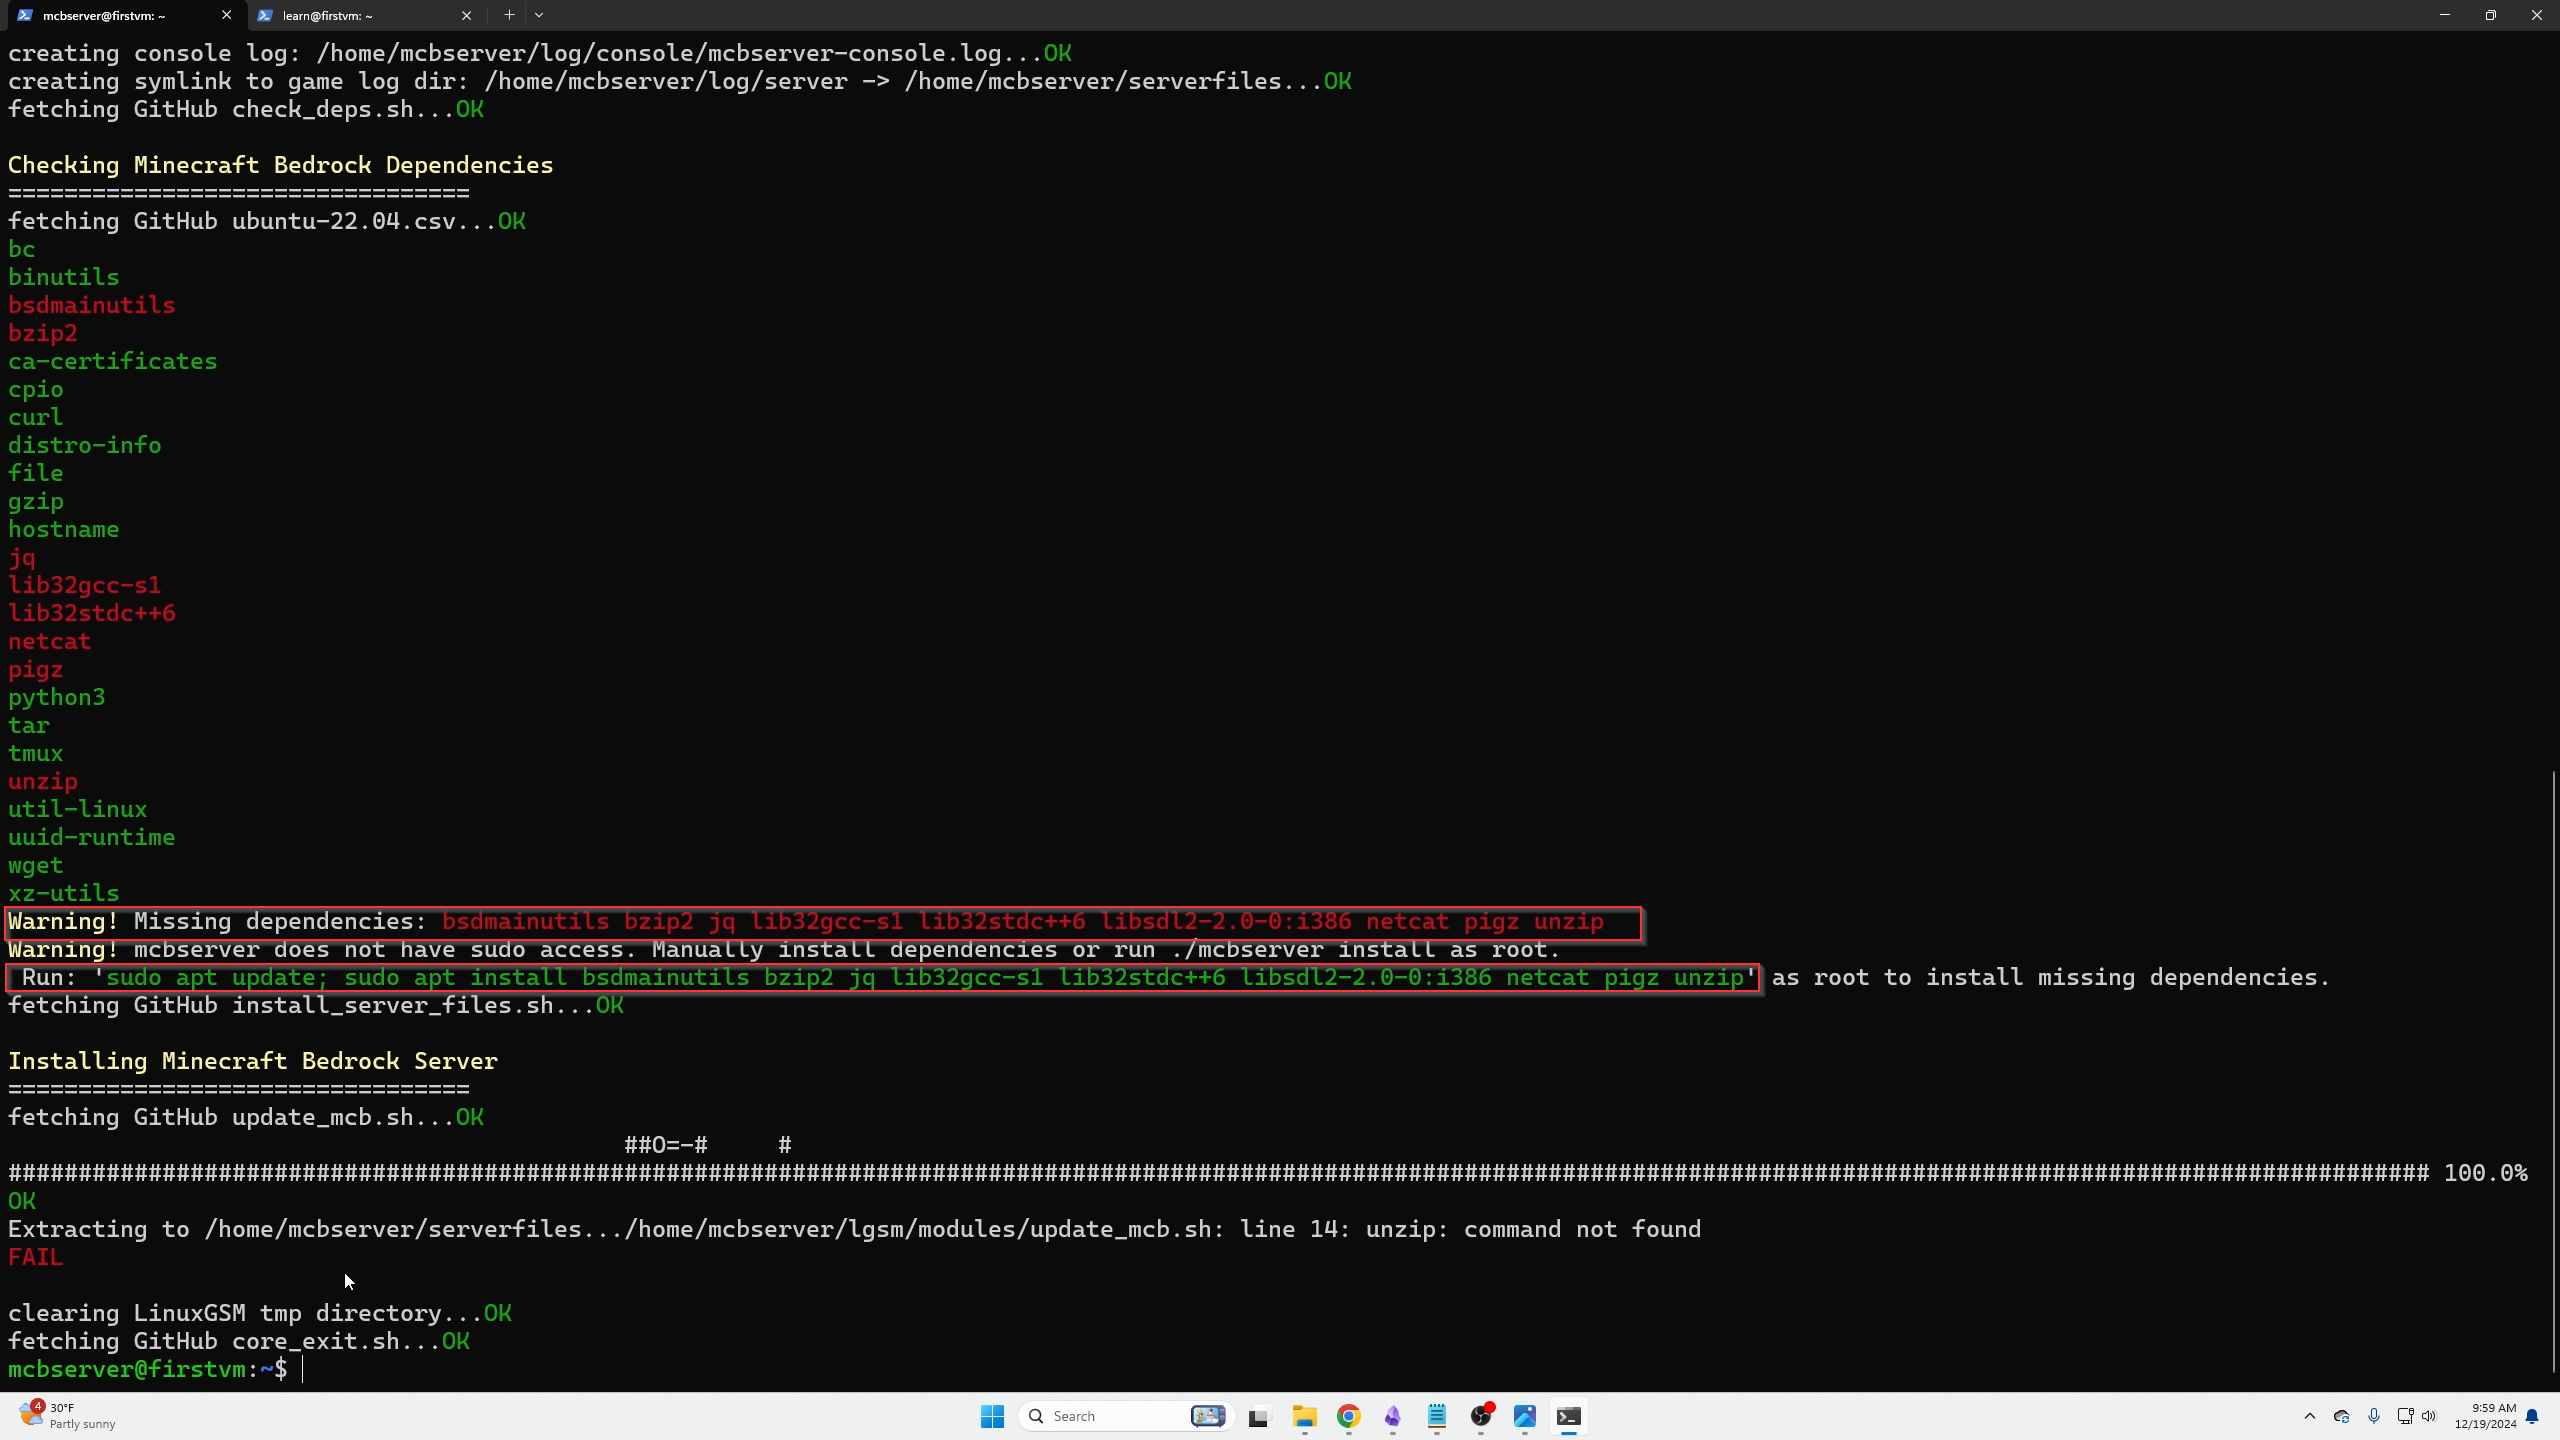 mcbserver@firstvm: ~
learn@firstvm: ~
creating console log: /home/mcbserver/log/console/mcbserver-console.log...OK
creating symlink to game log dir: /home/mcbserver/log/server -> /home/mcbserver/serverfiles...OK
fetching GitHub check_deps.sh...OK
Checking Minecraft Bedrock Dependencies
=================================
fetching GitHub ubuntu-22.04.csv...OK
bc
binutils
bsdmainutils
bzip2
ca-certificates
cpio
curl
distro-info
file
gzip
hostname
jq
lib32gcc-s1
lib32stdc++6
netcat
pigz
python3
tar
tmux
unzip
util-linux
uuid-runtime
wget
xz-utils
Warning! Missing dependencies: bsdmainutils bzip2 jq lib32gcc-s1 lib32stdc++6 libsdl2-2.0-0:i386 netcat pigz unzip
Warning! mcbserver does not have sudo access. Manually install dependencies or run ./mcbserver install as root.
Run: 'sudo apt update; sudo apt install bsdmainutils bzip2 jq lib32gcc-s1 lib32stdc++6 libsdl2-2.0-0:i386 netcat pigz unzip' as root to install missing dependencies.
fetching GitHub install_server_files.sh...OK
Installing Minecraft Bedrock Server
=================================
fetching GitHub update_mcb.sh...OK
##O=-# #
############################################################################################################################################################################# 100.0%
OK
Extracting to /home/mcbserver/serverfiles.../home/mcbserver/lgsm/modules/update_mcb.sh: line 14: unzip: command not found
FAIL
clearing LinuxGSM tmp directory...OK
fetching GitHub core_exit.sh...OK
mcbserver@firstvm:~$
4
30°F
Partly sunny
Search
9:59 AM
12/19/2024